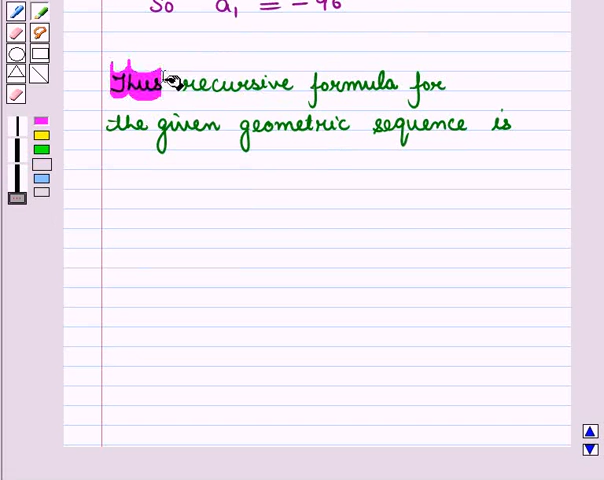 So a₁ = -96
Thus recursive formula for
the given geometric sequence is